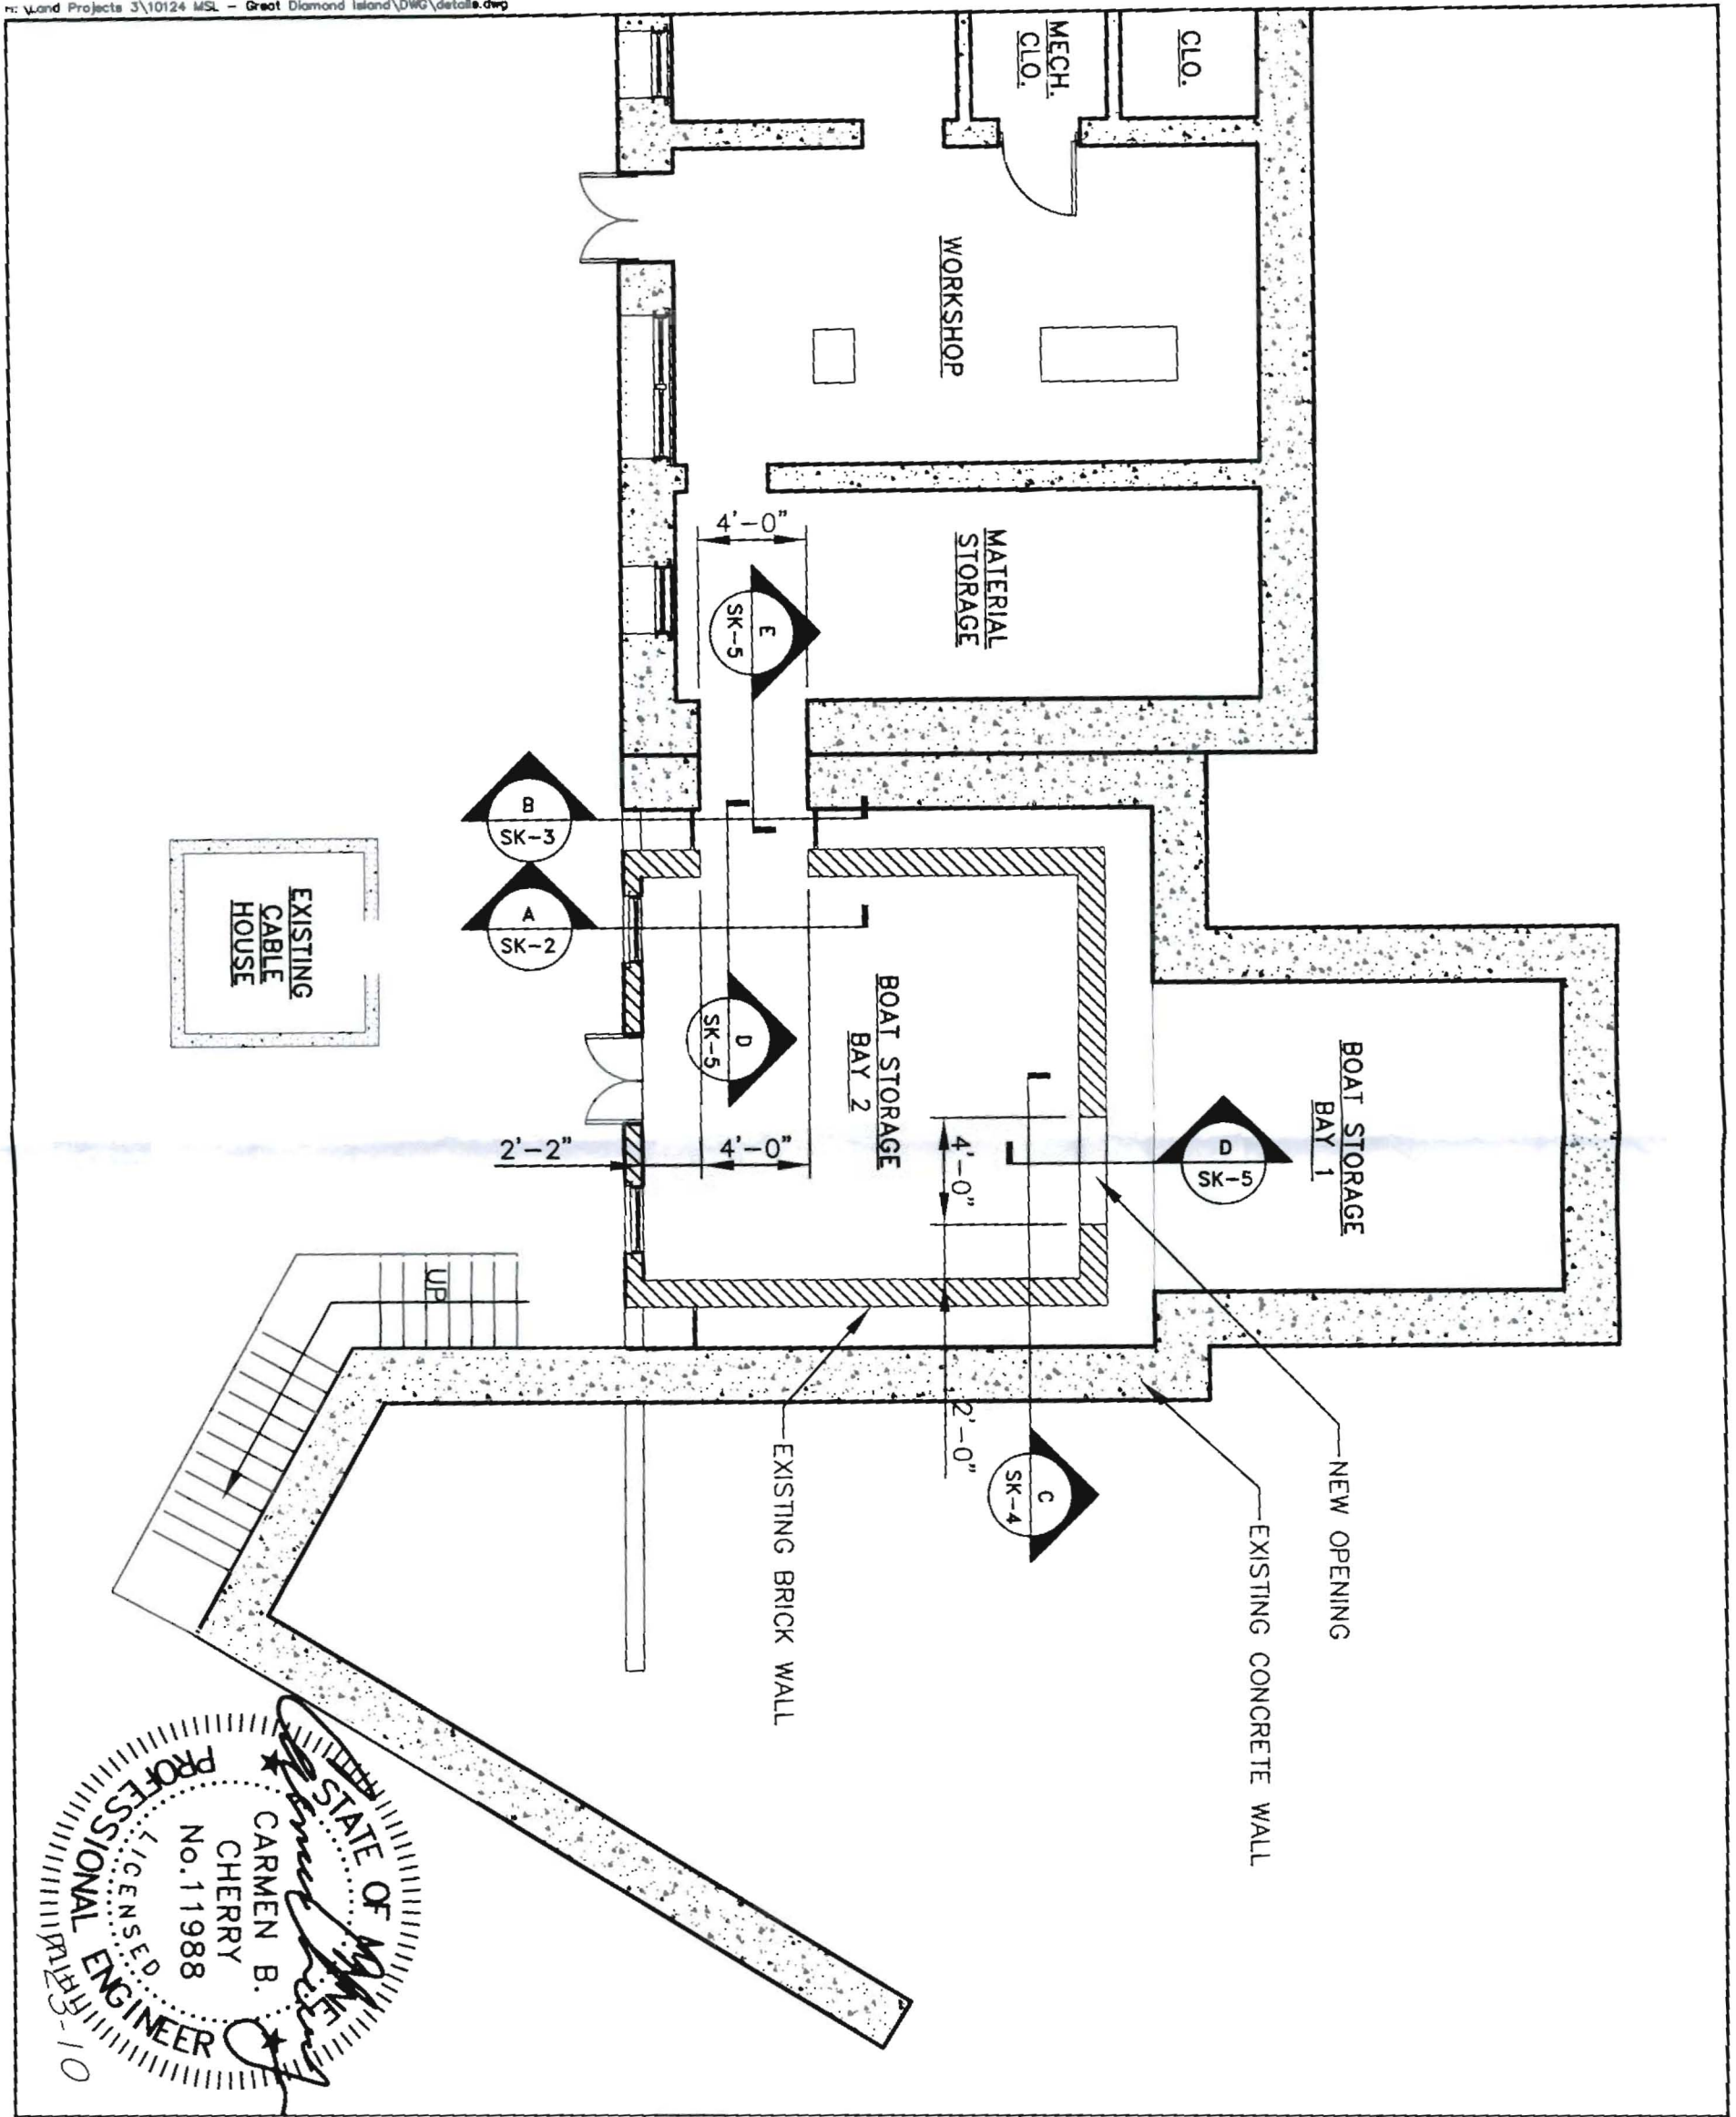 n: \Land Projects 3\10124 MSL - Great Diamond Island\DWG\details.dwg
CLO.
MECH.
CLO.
WORKSHOP
MATERIAL
STORAGE
4'-0"
E
SK-5
B
SK-3
A
SK-2
EXISTING
CABLE
HOUSE
BOAT STORAGE
BAY 1
BOAT STORAGE
BAY 2
D
SK-5
D
SK-5
4'-0"
2'-2"
4'-0"
2'-0"
C
SK-4
UP
NEW OPENING
EXISTING CONCRETE WALL
EXISTING BRICK WALL
STATE OF MAINE
CARMEN B.
CHERRY
No.11988
LICENSED
PROFESSIONAL ENGINEER